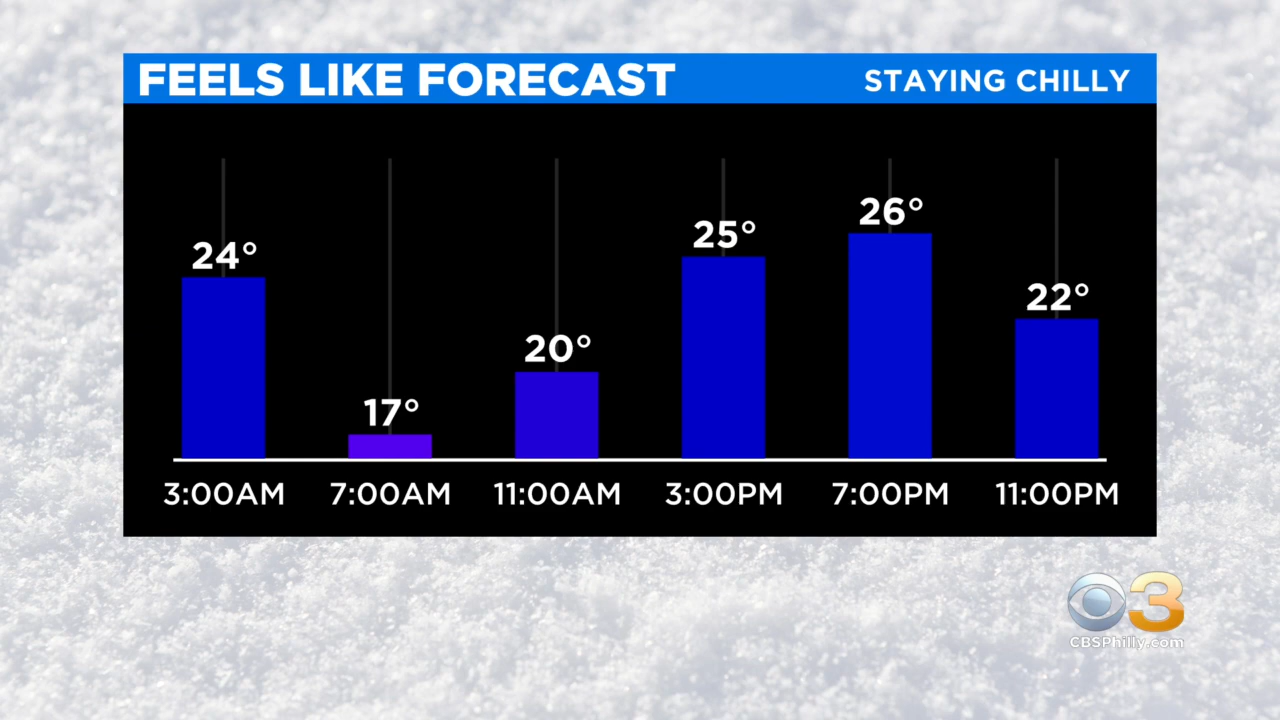 FEELS LIKE FORECAST STAYING CHILLY
24° 17° 20° 25° 26° 22°
3:00AM 7:00AM 11:00AM 3:00PM 7:00PM 11:00PM
3
CBSPhilly.com